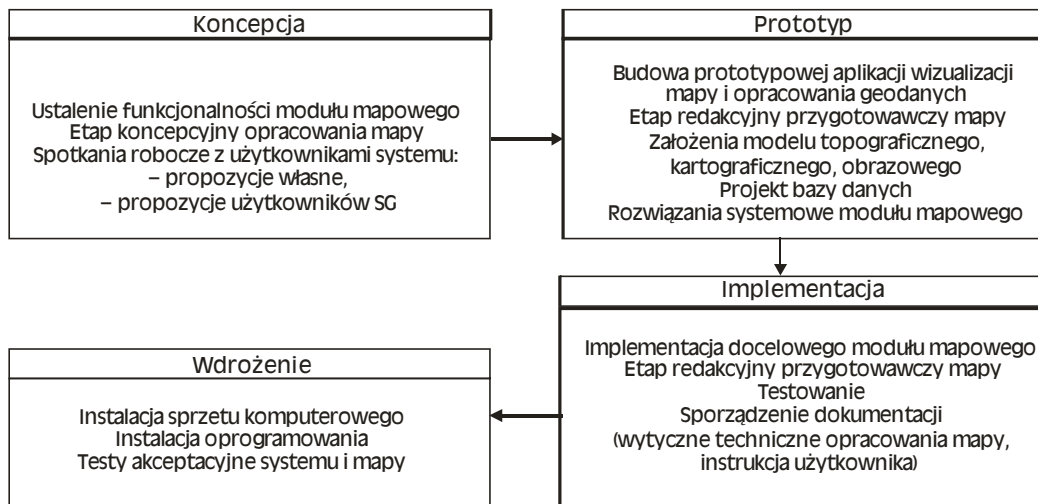 Koncepcja
Ustalenie funkcjonalności modułu mapowego
Etap koncepcyjny opracowania mapy
Spotkania robocze z użytkownikami systemu:
– propozycje własne,
– propozycje użytkowników SG
Prototyp
Budowa prototypowej aplikacji wizualizacji
mapy i opracowania geodanych
Etap redakcyjny przygotowawczy mapy
Założenia modelu topograficznego,
kartograficznego, obrazowego
Projekt bazy danych
Rozwiązania systemowe modułu mapowego
Implementacja
Implementacja docelowego modułu mapowego
Etap redakcyjny przygotowawczy mapy
Testowanie
Sporządzenie dokumentacji
(wytyczne techniczne opracowania mapy,
instrukcja użytkownika)
Wdrożenie
Instalacja sprzetu komputerowego
Instalacja oprogramowania
Testy akceptacyjne systemu i mapy